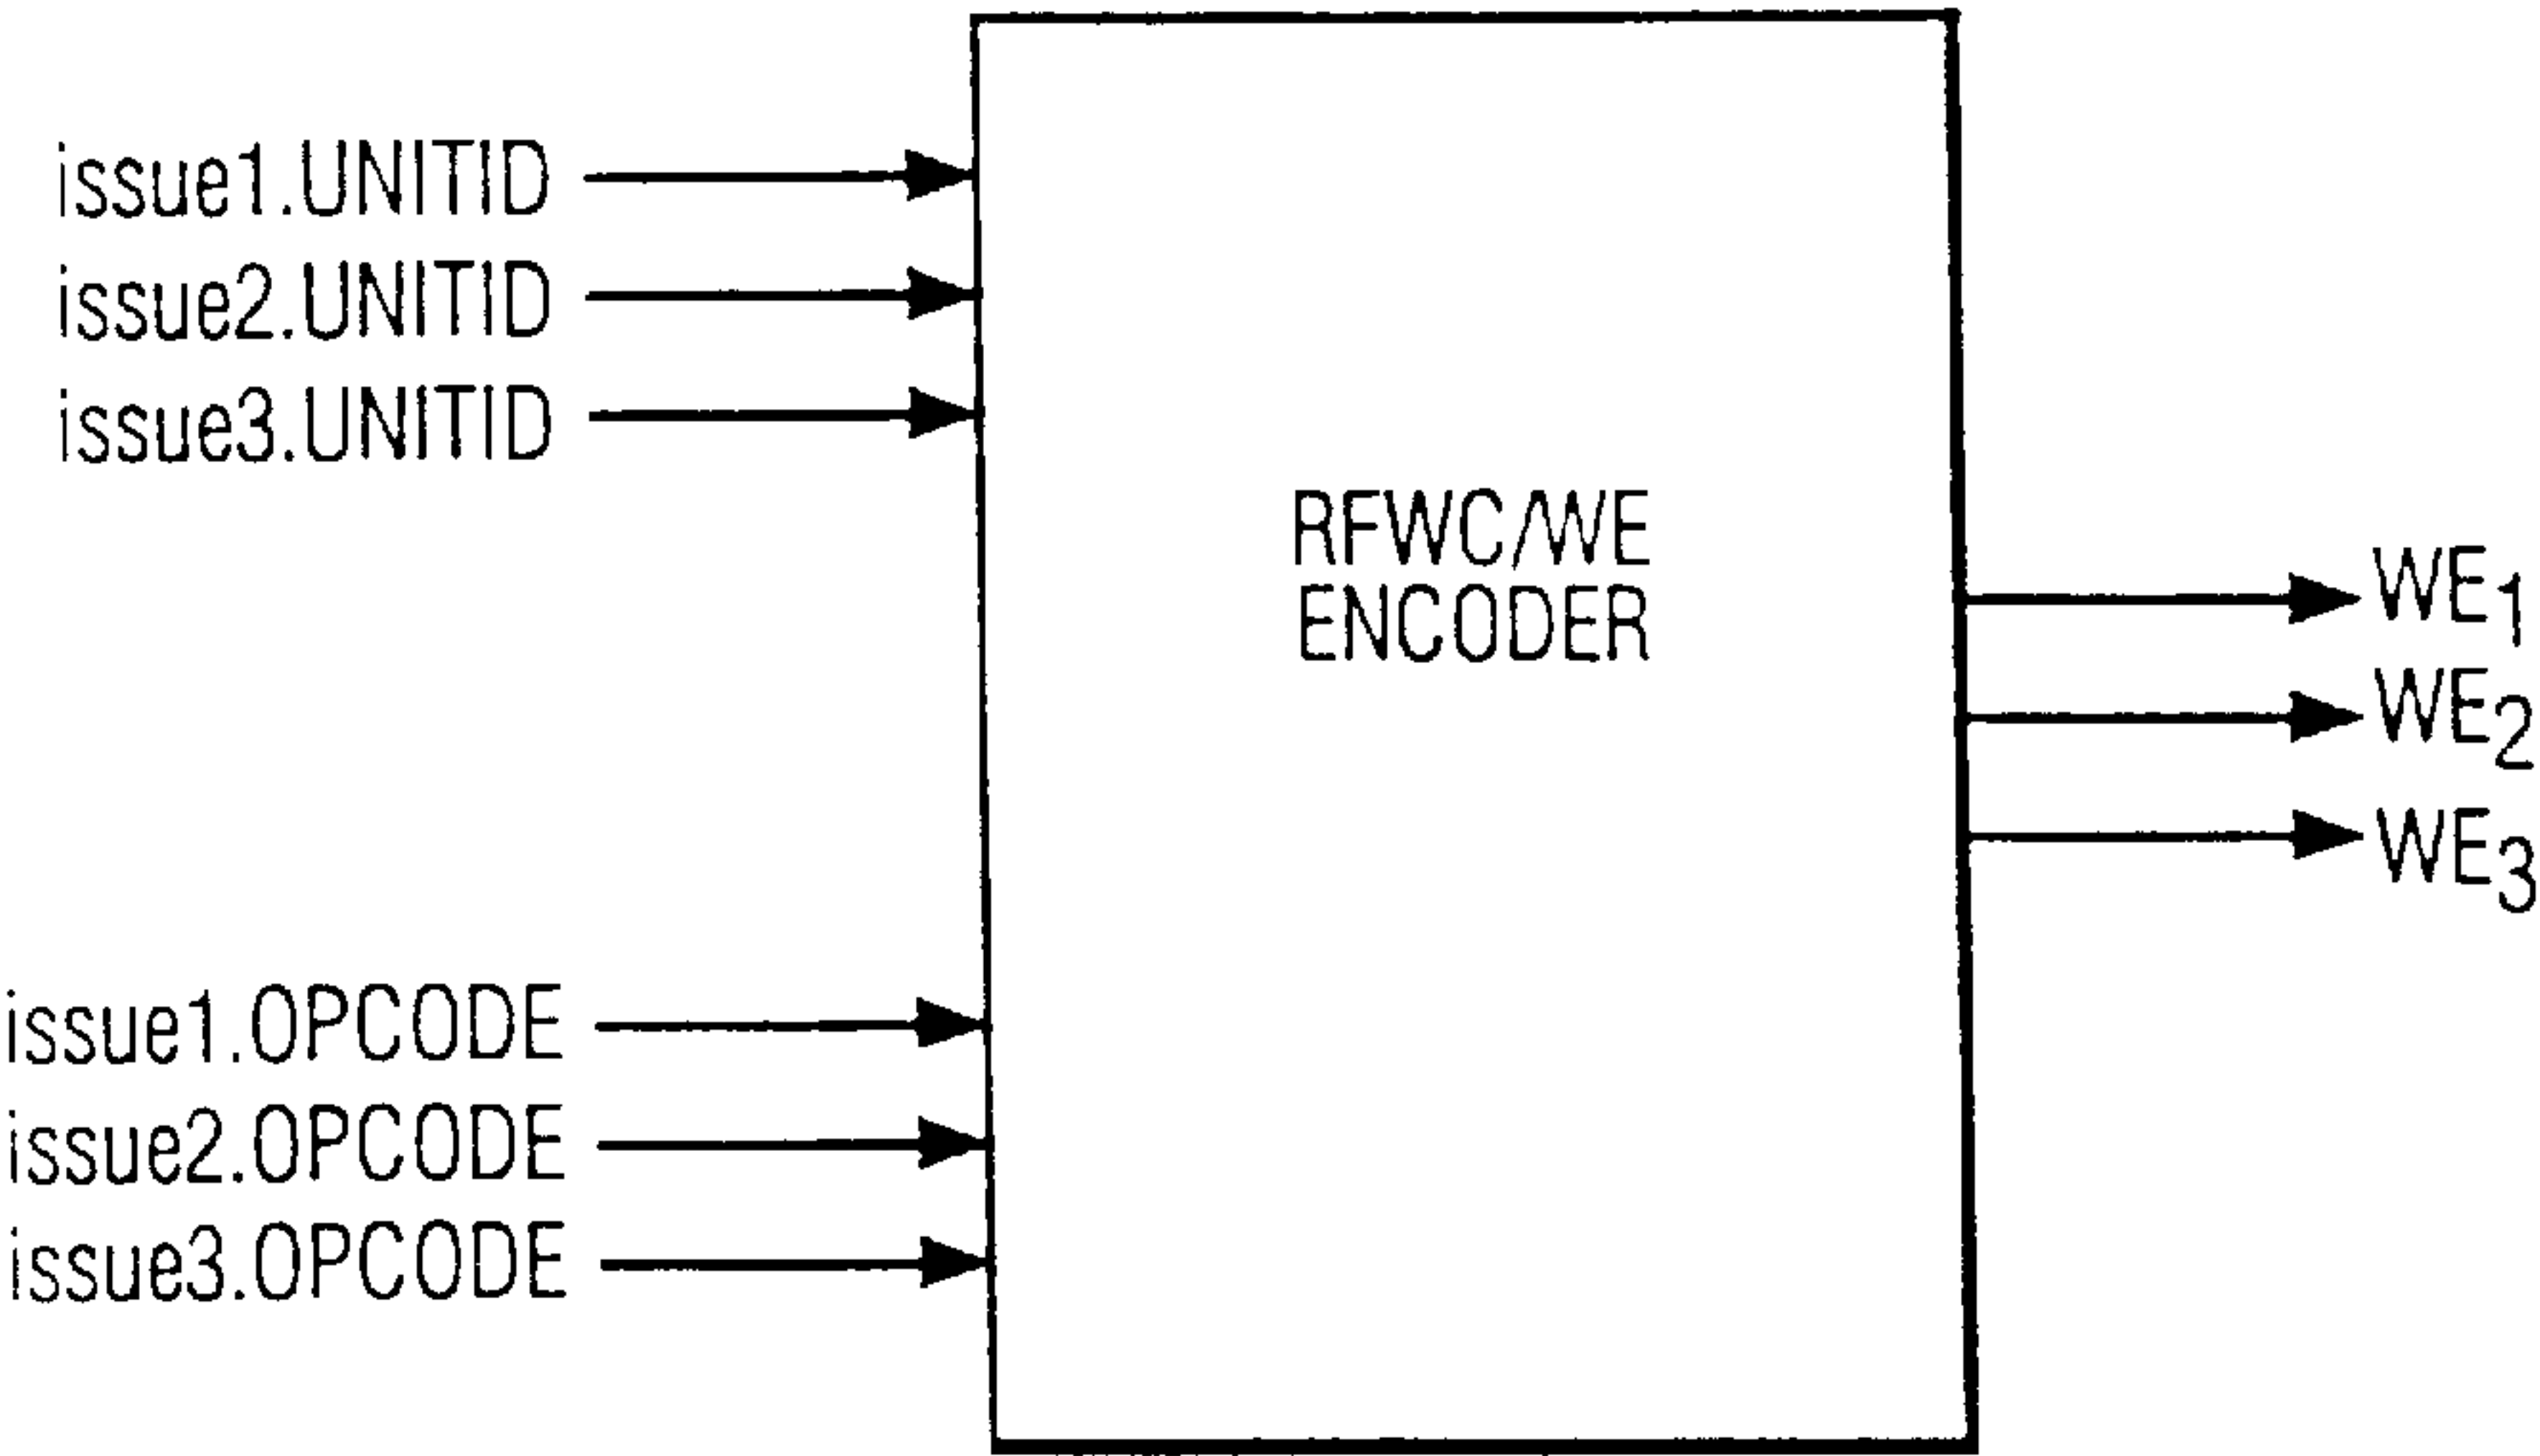 issue1.UNITID
issue2.UNITID
issue3.UNITID
RFWC/WE
ENCODER
WE1
WE2
WE3
issue1.OPCODE
issue2.OPCODE
issue3.OPCODE